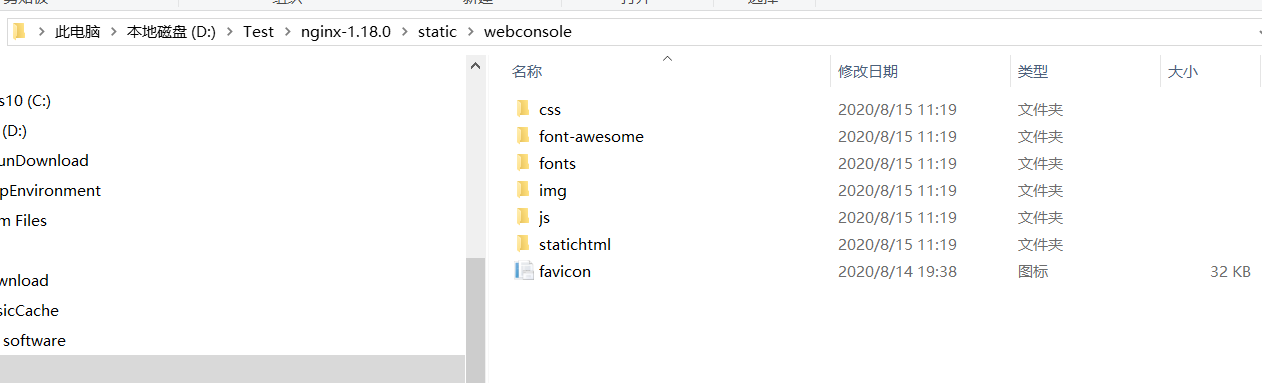 此电脑 > 本地磁盘 (D:) > Test > nginx-1.18.0 > static > webconsole
s10 (C:)
(D:)
unDownload
pEnvironment
m Files
wnload
sicCache
software
名称 修改日期 类型 大小
css 2020/8/15 11:19 文件夹
font-awesome 2020/8/15 11:19 文件夹
fonts 2020/8/15 11:19 文件夹
img 2020/8/15 11:19 文件夹
js 2020/8/15 11:19 文件夹
statichtml 2020/8/15 11:19 文件夹
favicon 2020/8/14 19:38 图标 32 KB